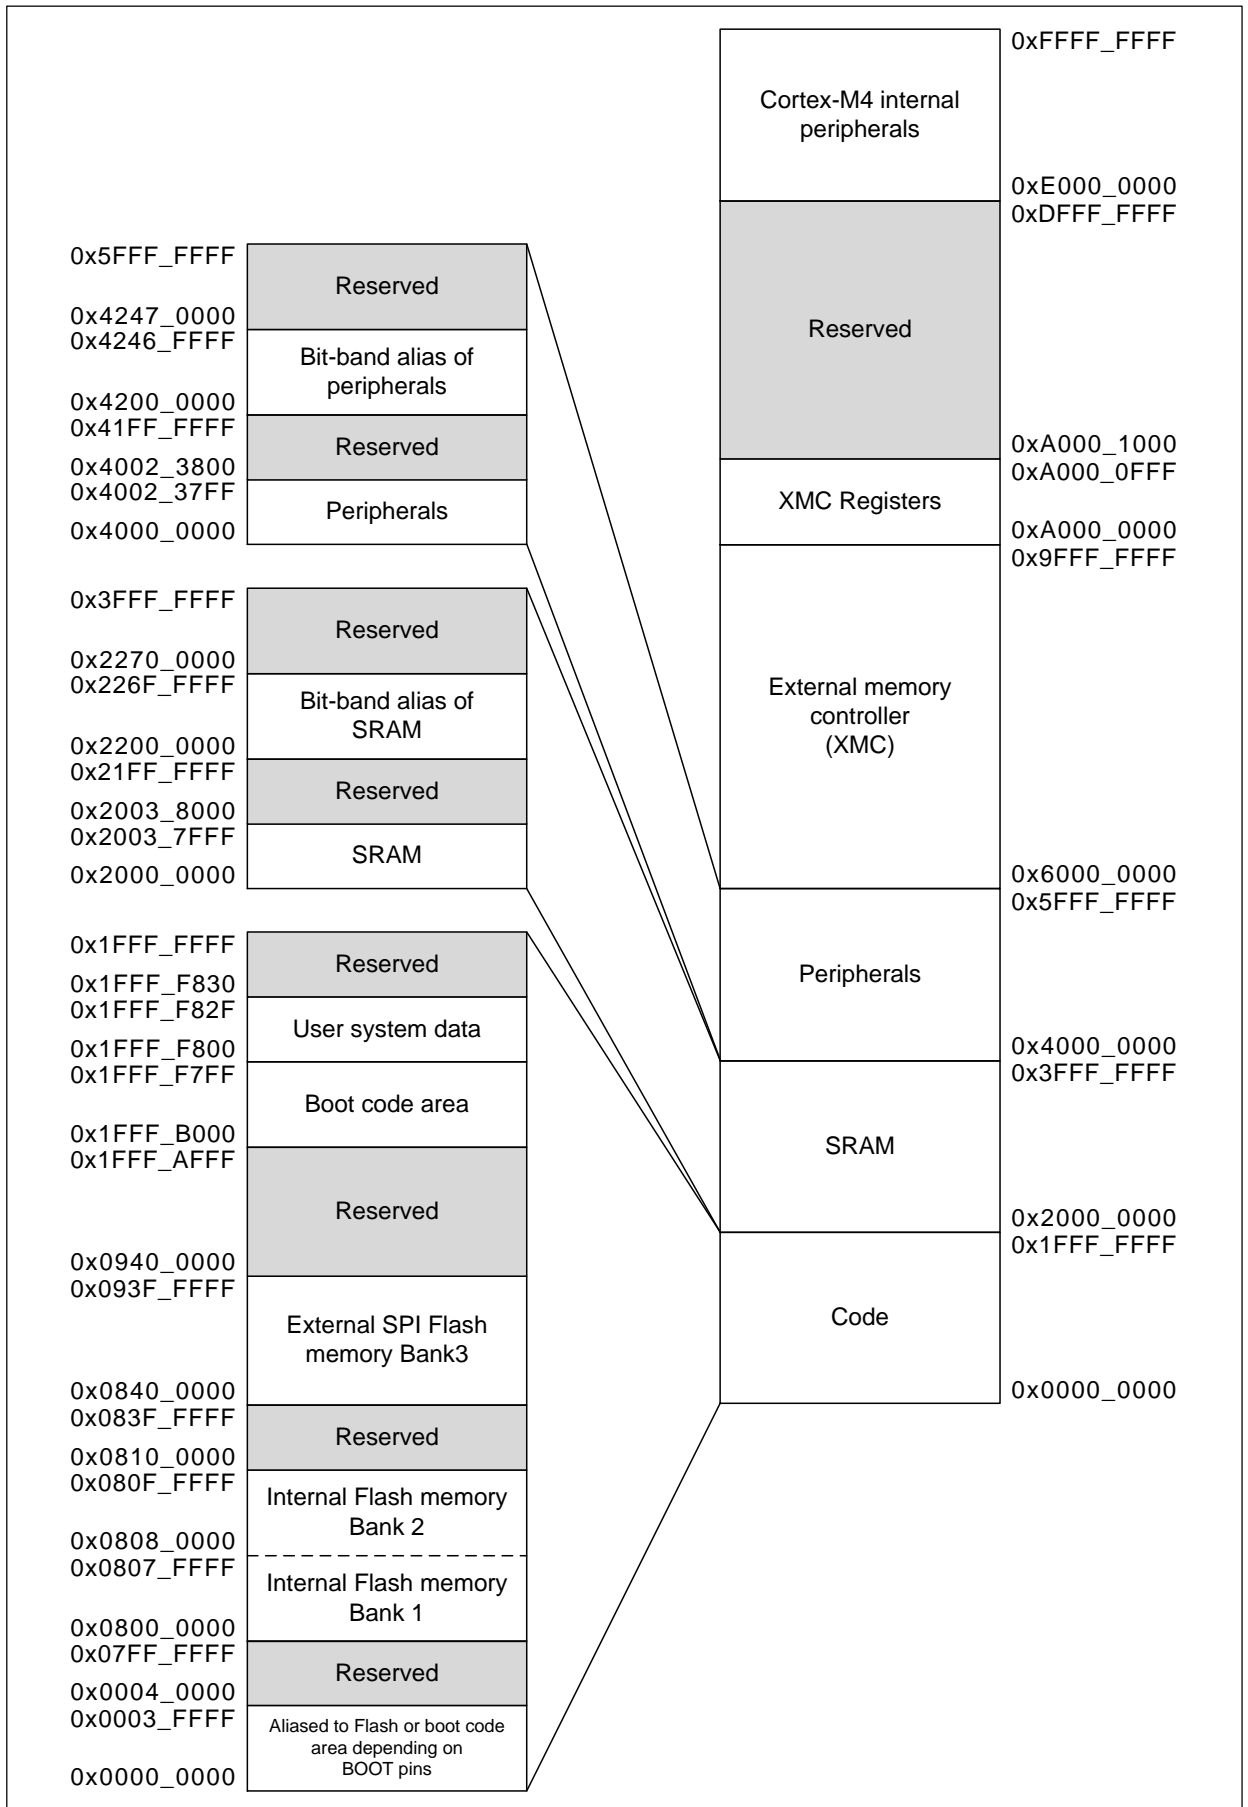 0xFFFF_FFFF
Cortex-M4 internal
peripherals
0xE000_0000
0xDFFF_FFFF
Reserved
0xA000_1000
0xA000_0FFF
XMC Registers
0xA000_0000
0x9FFF_FFFF
External memory
controller
(XMC)
0x6000_0000
0x5FFF_FFFF
Peripherals
0x4000_0000
0x3FFF_FFFF
SRAM
0x2000_0000
0x1FFF_FFFF
Code
0x0000_0000
0x5FFF_FFFF
Reserved
0x4247_0000
0x4246_FFFF
Bit-band alias of
peripherals
0x4200_0000
0x41FF_FFFF
Reserved
0x4002_3800
0x4002_37FF
Peripherals
0x4000_0000
0x3FFF_FFFF
Reserved
0x2270_0000
0x226F_FFFF
Bit-band alias of
SRAM
0x2200_0000
0x21FF_FFFF
Reserved
0x2003_8000
0x2003_7FFF
SRAM
0x2000_0000
0x1FFF_FFFF
Reserved
0x1FFF_F830
0x1FFF_F82F
User system data
0x1FFF_F800
0x1FFF_F7FF
Boot code area
0x1FFF_B000
0x1FFF_AFFF
Reserved
0x0940_0000
0x093F_FFFF
External SPI Flash
memory Bank3
0x0840_0000
0x083F_FFFF
Reserved
0x0810_0000
0x080F_FFFF
Internal Flash memory
Bank 2
0x0808_0000
0x0807_FFFF
Internal Flash memory
Bank 1
0x0800_0000
0x07FF_FFFF
Reserved
0x0004_0000
0x0003_FFFF
Aliased to Flash or boot code
area depending on
BOOT pins
0x0000_0000